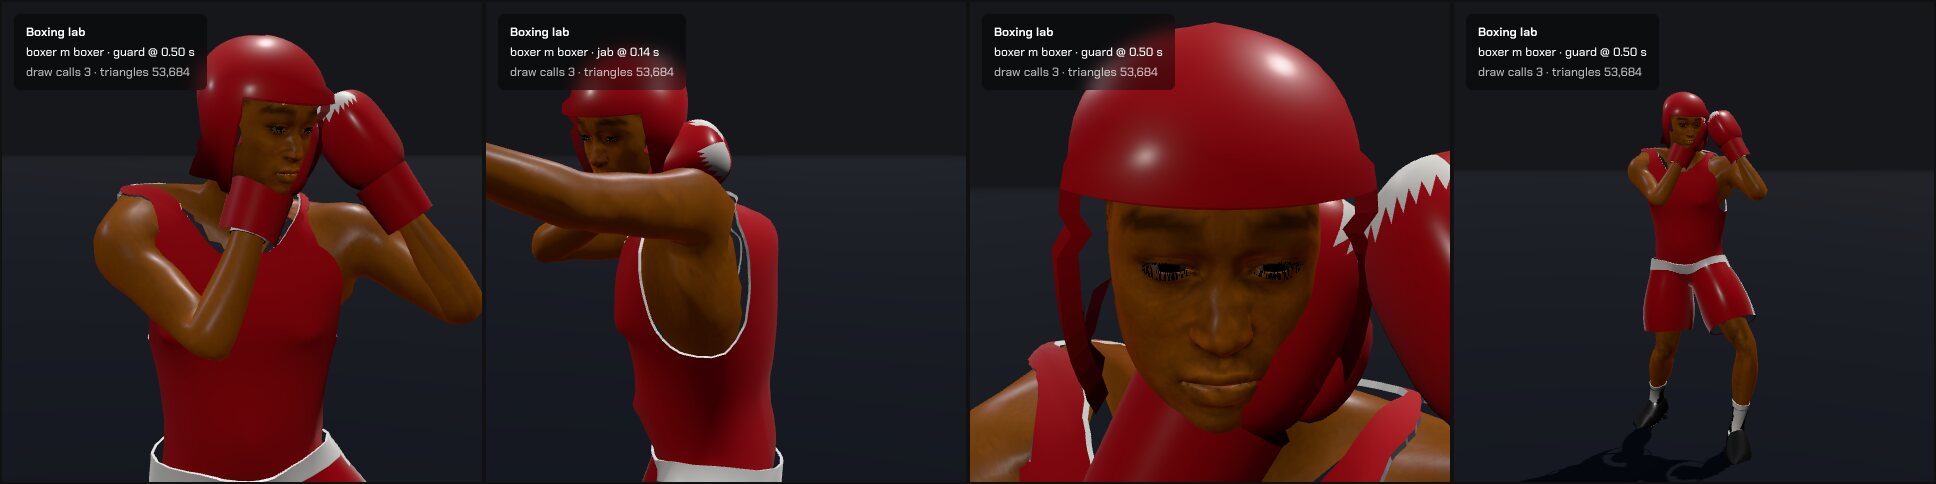 Boxing lab
boxer m boxer · guard @ 0.50 s
draw calls 3 · triangles 53,684
Boxing lab
boxer m boxer · jab @ 0.14 s
draw calls 3 · triangles 53,684
Boxing lab
boxer m boxer · guard @ 0.50 s
draw calls 3 · triangles 53,684
Boxing lab
boxer m boxer · guard @ 0.50 s
draw calls 3 · triangles 53,684